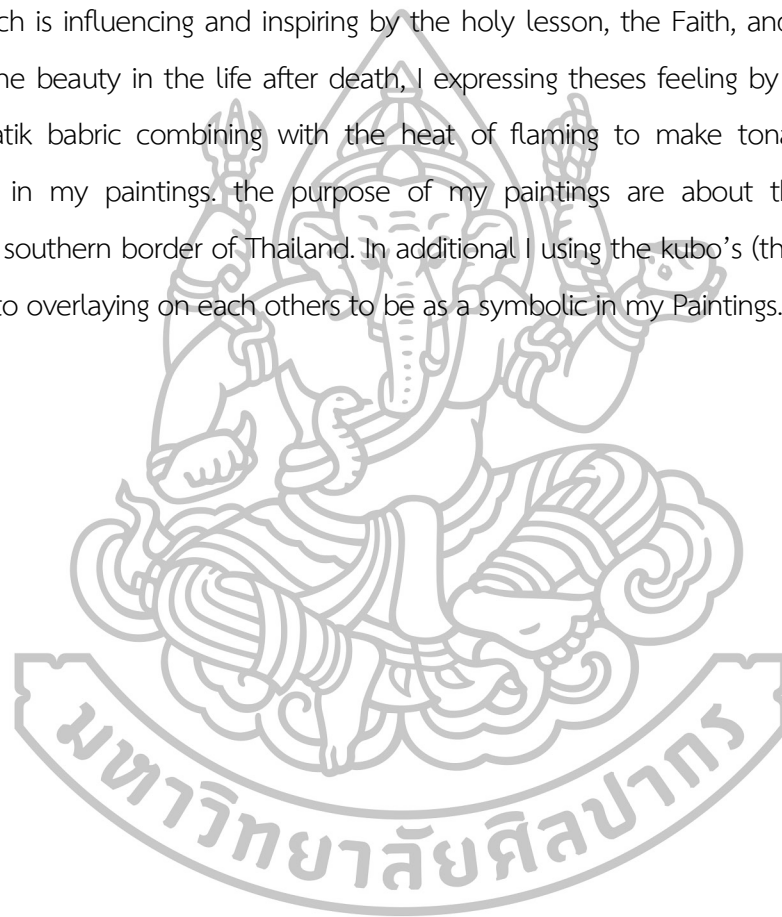 ch is influencing and inspiring by the holy lesson, the Faith, and
ne beauty in the life after death, I expressing theses feeling by
atik babric combining with the heat of flaming to make tona
in my paintings. the purpose of my paintings are about th
southern border of Thailand. In additional I using the kubo's (th
to overlaying on each others to be as a symbolic in my Paintings.
มหาวิทยาลัยศิลปากร